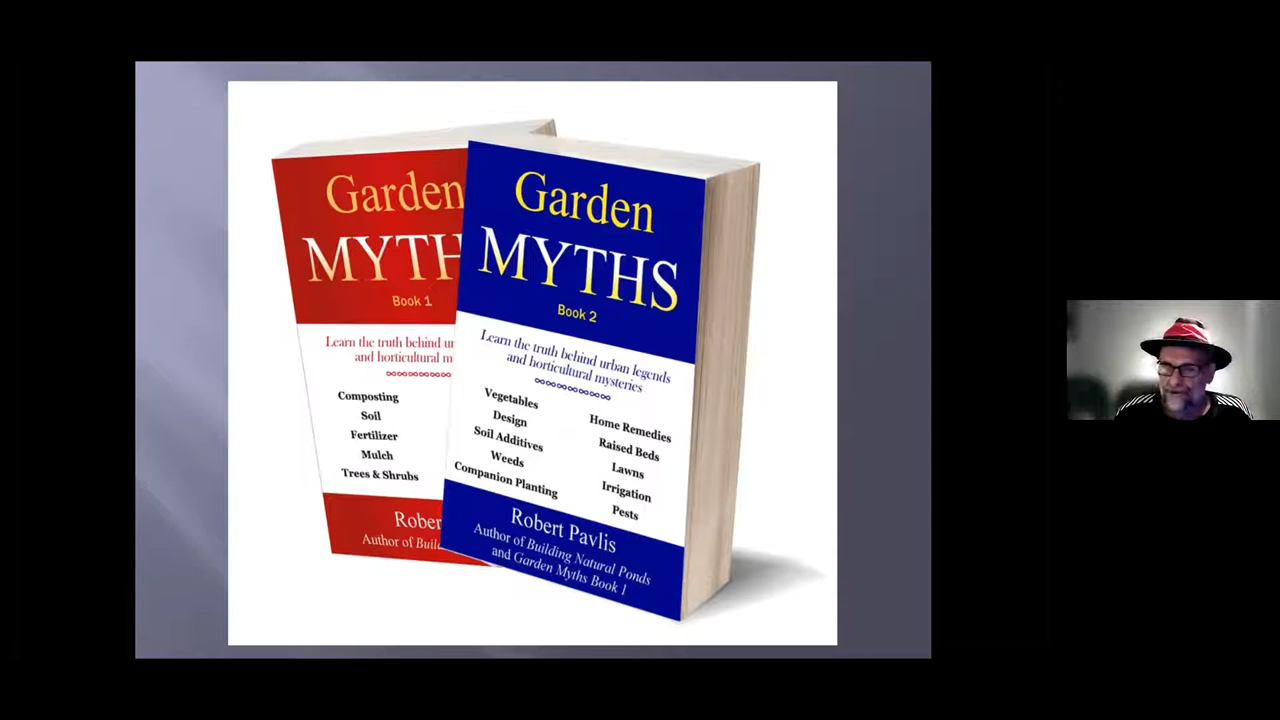 Garden
MYTH
Book 1
Learn the truth behind
and horticultural
Composting
Soil
Fertilizer
Mulch
Trees & Shrubs
Author of
Garden
MYTHS
Book 2
Learn the truth behind urban legends
and horticultural mysteries
Vegetables
Design
Soil Additives
Weeds
Companion Planting
Home Remedies
Raised Beds
Lawns
Irrigation
Pests
Robert Pavlis
Author of Building Natural Ponds
and Garden Myths Book 1